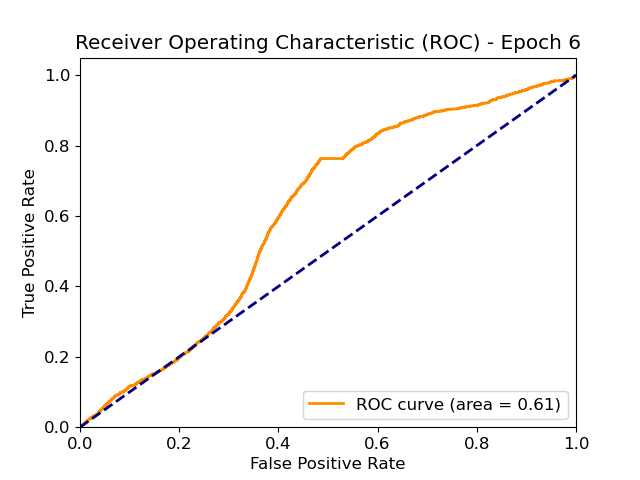 Receiver Operating Characteristic (ROC) - Epoch 6
True Positive Rate
1.0
0.8
0.6
0.4
0.2
0.0
ROC curve (area = 0.61)
0.0 0.2 0.4 0.6 0.8 1.0
False Positive Rate